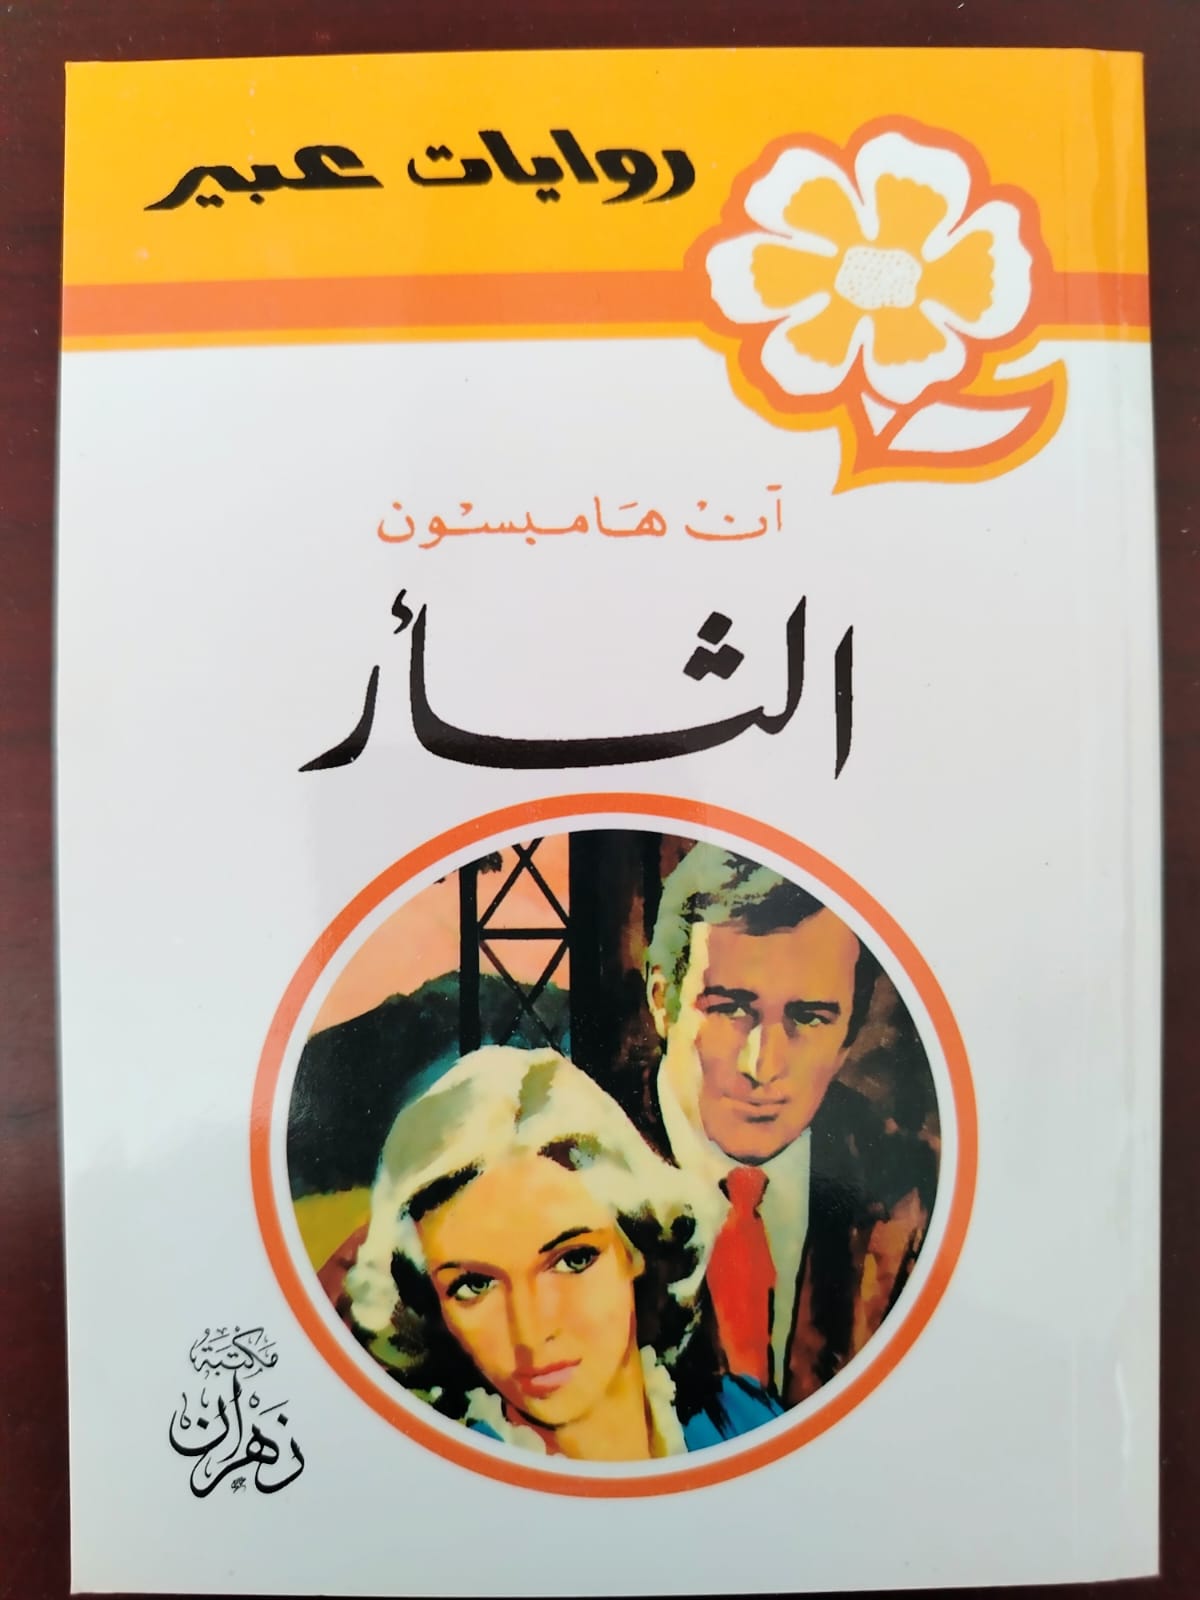 روايات عبير
آن هامبسون
الثأر
مكتبة
زهران